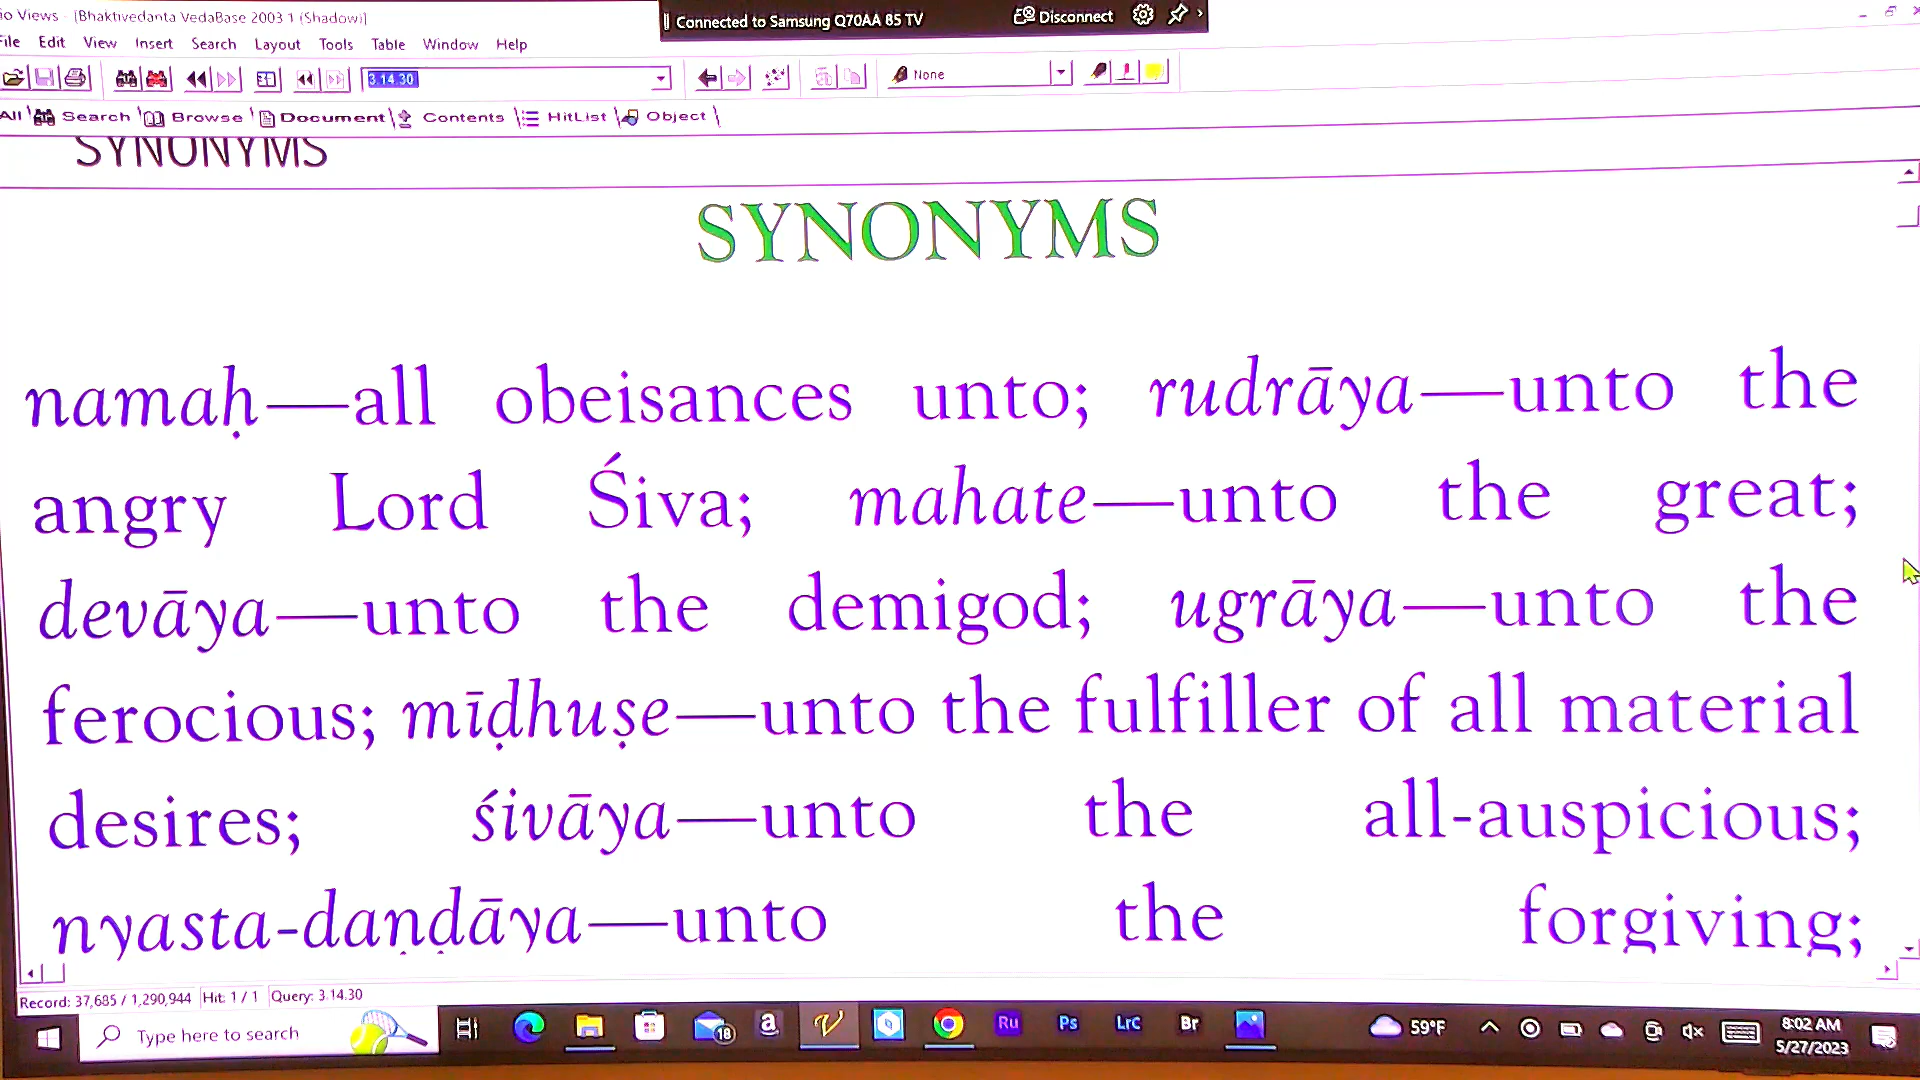 io Views - [Bhaktivedanta VedaBase 2003 1 (Shadow)]
Connected to Samsung Q70AA 85 TV
Disconnect
File Edit View Insert Search Layout Tools Table Window Help
3.14.30
None
All Search Browse Document Contents HitList Object
SYNONYMS
SYNONYMS
namaḥ—all obeisances unto; rudrāya—unto the
angry Lord Śiva; mahate—unto the great;
devāya—unto the demigod; ugrāya—unto the
ferocious; mīḍhuṣe—unto the fulfiller of all material
desires; śivāya—unto the all-auspicious;
nyasta-daṇḍāya—unto the forgiving;
Record: 37,685 / 1,290,944 Hit: 1 / 1 Query: 3.14.30
Type here to search
18
a
Ru
Ps
LrC
Br
59°F
8:02 AM
5/27/2023